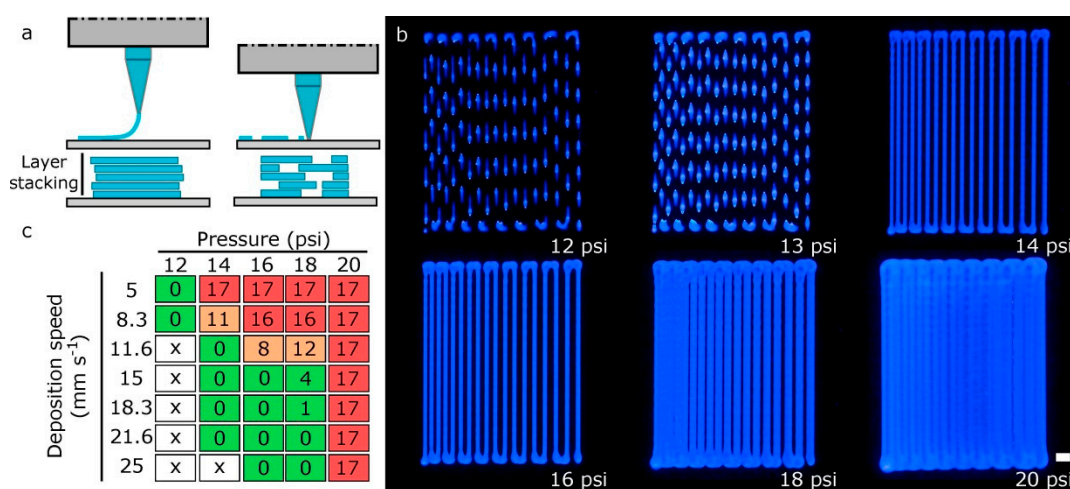 a
Layer
stacking
b
12 psi
13 psi
14 psi
16 psi
18 psi
20 psi
c
Pressure (psi)
12 14 16 18 20
Deposition speed
(mm s⁻¹)
5 0 17 17 17 17
8.3 0 11 16 16 17
11.6 x 0 8 12 17
15 x 0 0 4 17
18.3 x 0 0 1 17
21.6 x 0 0 0 17
25 x x 0 0 17